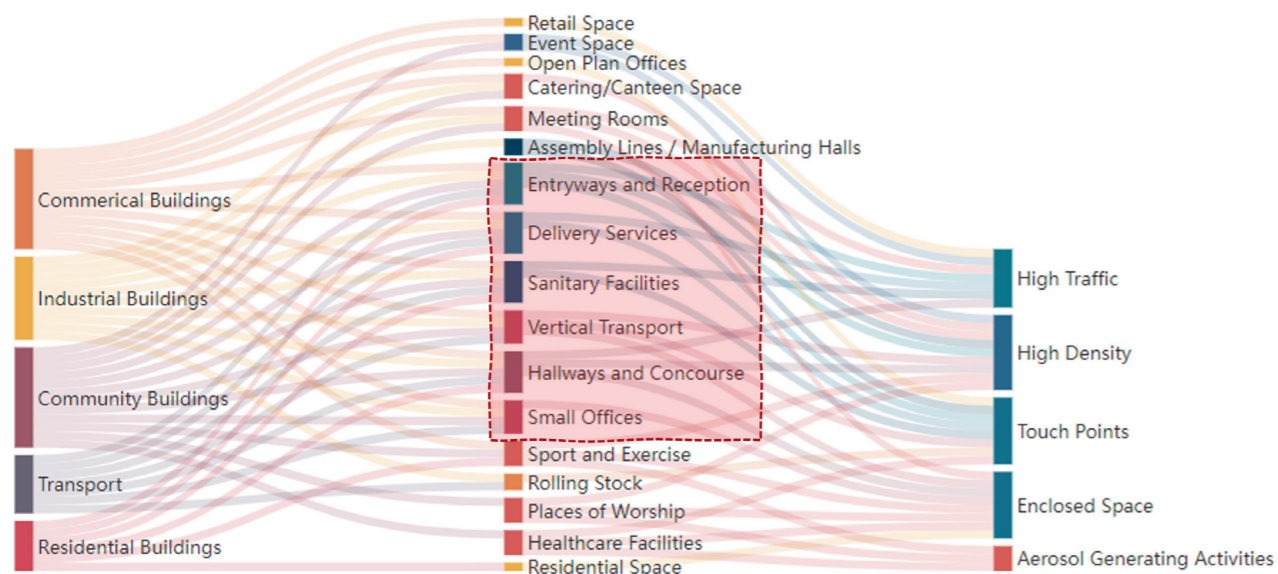 Commerical Buildings
Industrial Buildings
Community Buildings
Transport
Residential Buildings
Retail Space
Event Space
Open Plan Offices
Catering/Canteen Space
Meeting Rooms
Assembly Lines / Manufacturing Halls
Entryways and Reception
Delivery Services
Sanitary Facilities
Vertical Transport
Hallways and Concourse
Small Offices
Sport and Exercise
Rolling Stock
Places of Worship
Healthcare Facilities
Residential Space
High Traffic
High Density
Touch Points
Enclosed Space
Aerosol Generating Activities